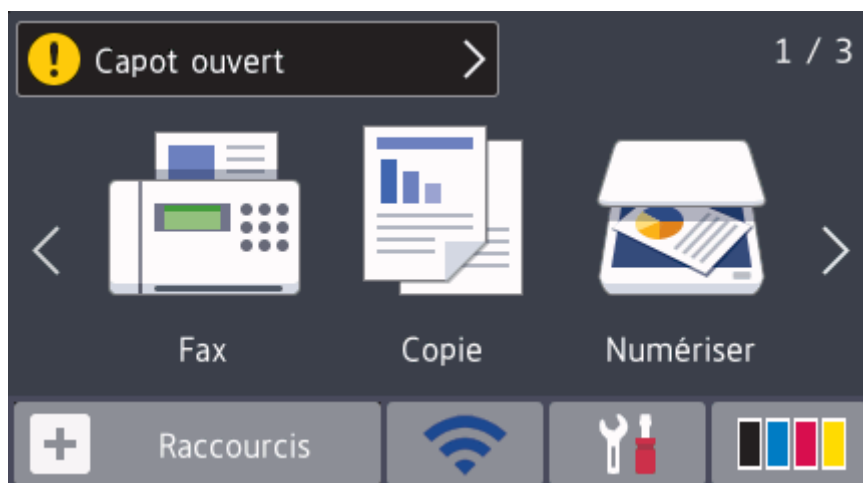 Capot ouvert
1 / 3
Fax
Copie
Numériser
Raccourcis